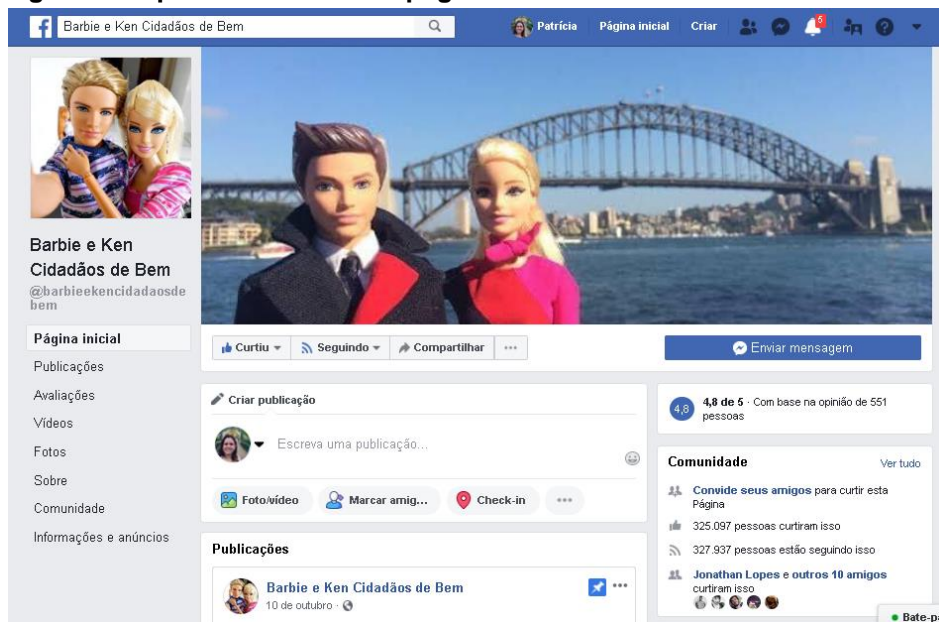 Barbie e Ken Cidadãos de Bem
Patrícia Página inicial Criar 5
Barbie e Ken
Cidadãos de Bem
@barbieekencidadaosde
bem
Página inicial
Publicações
Avaliações
Vídeos
Fotos
Sobre
Comunidade
Informações e anúncios
Curtiu Seguindo Compartilhar
Enviar mensagem
Criar publicação
Escreva uma publicação...
Foto/vídeo Marcar amig... Check-in
Publicações
Barbie e Ken Cidadãos de Bem
10 de outubro ·
4,8 4,8 de 5 · Com base na opinião de 551
pessoas
Comunidade Ver tudo
Convide seus amigos para curtir esta
Página
325.097 pessoas curtiram isso
327.937 pessoas estão seguindo isso
Jonathan Lopes e outros 10 amigos
curtiram isso